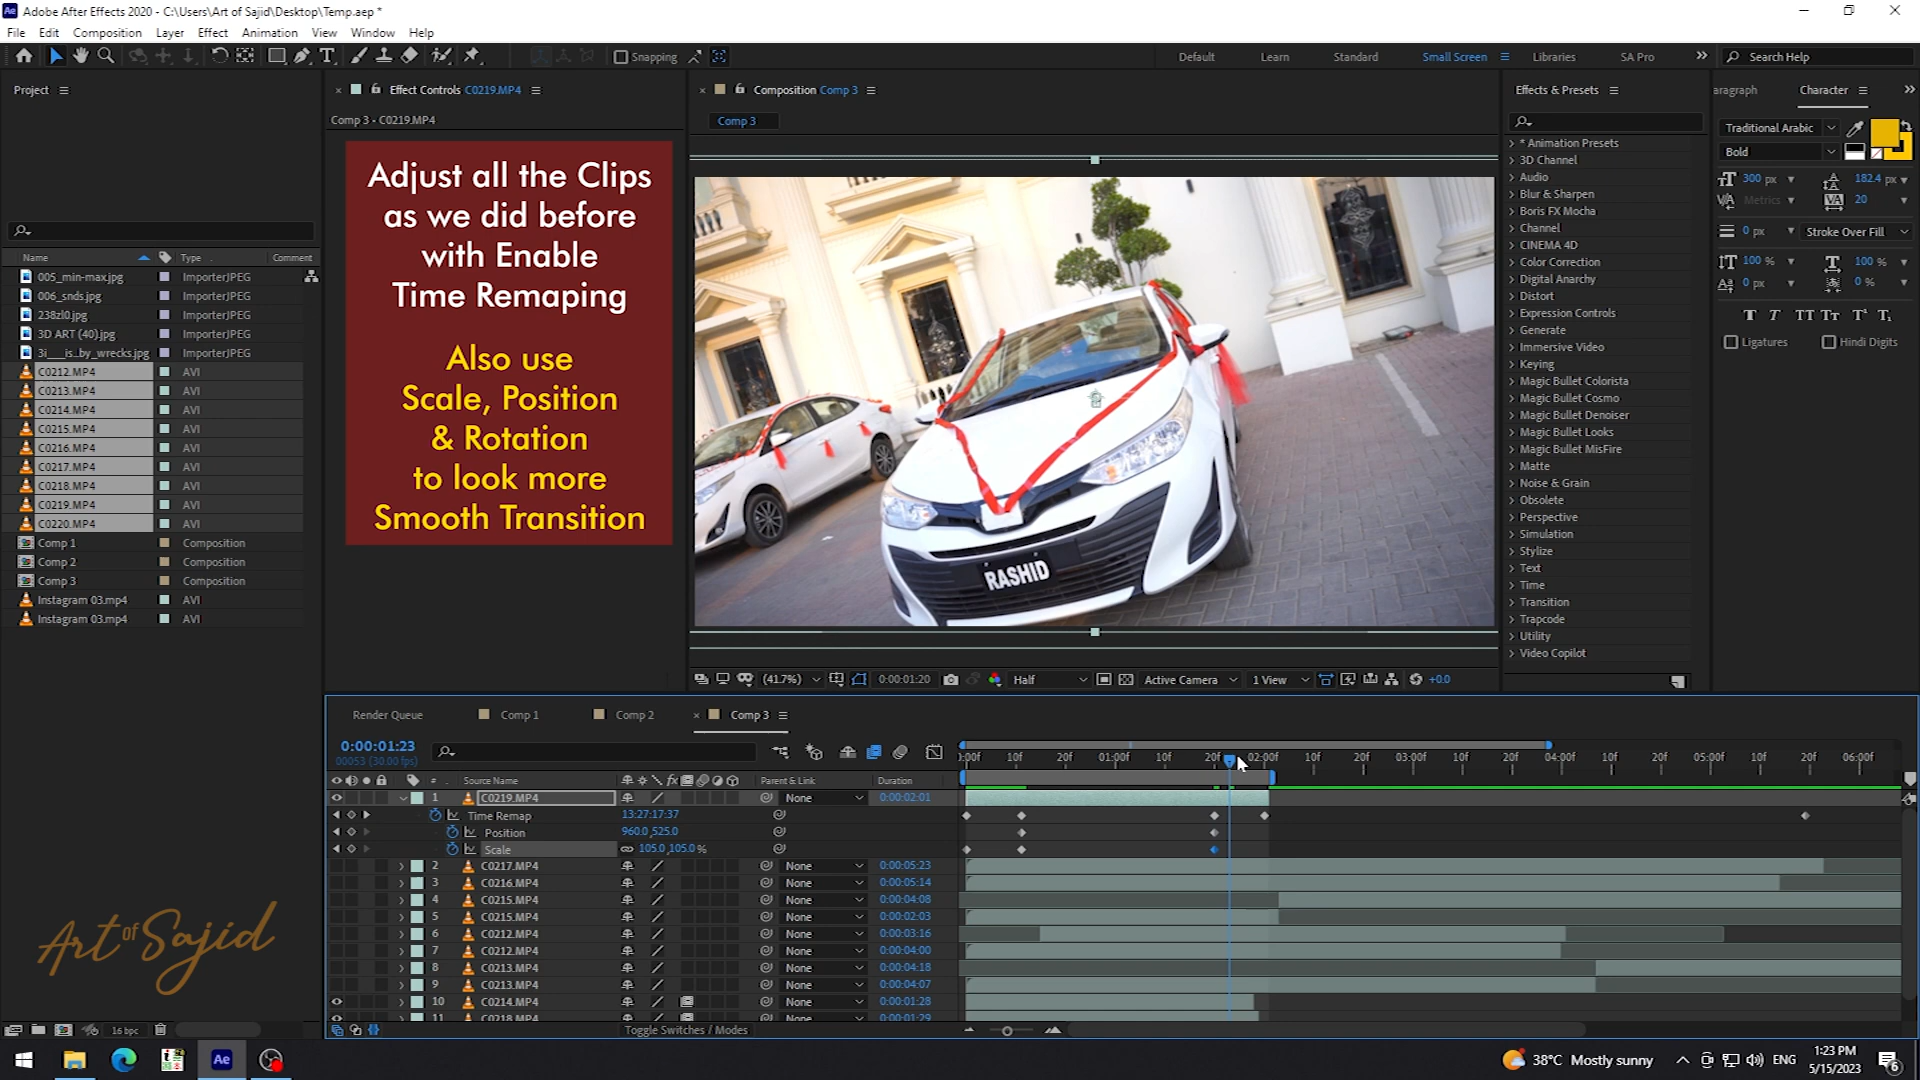 Adobe After Effects 2020 - C:\Users\Art of Sajid\Desktop\Temp.aep *
File Edit Composition Layer Effect Animation View Window Help
Snapping Default Learn Standard Small Screen Libraries SA Pro Search Help
Project
Name Type Comment
005_min-max.jpg ImporterJPEG
006_snds.jpg ImporterJPEG
238zl0.jpg ImporterJPEG
3D ART (40).jpg ImporterJPEG
3i___is..by_wrecks.jpg ImporterJPEG
C0212.MP4 AVI
C0213.MP4 AVI
C0214.MP4 AVI
C0215.MP4 AVI
C0216.MP4 AVI
C0217.MP4 AVI
C0218.MP4 AVI
C0219.MP4 AVI
C0220.MP4 AVI
Comp 1 Composition
Comp 2 Composition
Comp 3 Composition
Instagram 03.mp4 AVI
Instagram 03.mp4 AVI
16 bpc
Effect Controls C0219.MP4
Comp 3 - C0219.MP4
Adjust all the Clips
as we did before
with Enable
Time Remaping
Also use
Scale, Position
& Rotation
to look more
Smooth Transition
Composition Comp 3
Comp 3
RASHID
(41.7%) 0:00:01:20 Half Active Camera 1 View +0.0
Effects & Presets
* Animation Presets
3D Channel
Audio
Blur & Sharpen
Boris FX Mocha
Channel
CINEMA 4D
Color Correction
Digital Anarchy
Distort
Expression Controls
Generate
Immersive Video
Keying
Magic Bullet Colorista
Magic Bullet Cosmo
Magic Bullet Denoiser
Magic Bullet Looks
Magic Bullet MisFire
Matte
Noise & Grain
Obsolete
Perspective
Simulation
Stylize
Text
Time
Transition
Trapcode
Utility
Video Copilot
aragraph Character
Traditional Arabic
Bold
300 px 182.4 px
Metrics 20
0 px Stroke Over Fill
100 % 100 %
0 px 0 %
Ligatures Hindi Digits
Render Queue Comp 1 Comp 2 Comp 3
0:00:01:23
00053 (30.00 fps)
:00f 10f 20f 01:00f 10f 20f 02:00f 10f 20f 03:00f 10f 20f 04:00f 10f 20f 05:00f 10f 20f 06:00f
# Source Name fx Parent & Link Duration
1 C0219.MP4 None 0:00:02:01
Time Remap 13:27:17:37
Position 960.0,525.0
Scale 105.0,105.0%
2 C0217.MP4 None 0:00:05:23
3 C0216.MP4 None 0:00:05:14
4 C0215.MP4 None 0:00:04:08
5 C0215.MP4 None 0:00:02:03
6 C0212.MP4 None 0:00:03:16
7 C0212.MP4 None 0:00:04:00
8 C0213.MP4 None 0:00:04:18
9 C0213.MP4 None 0:00:04:07
10 C0214.MP4 None 0:00:01:28
11 C0218.MP4 None 0:00:01:29
Toggle Switches / Modes
Art of Sajid
Ae 38°C Mostly sunny ENG 1:23 PM
5/15/2023
6